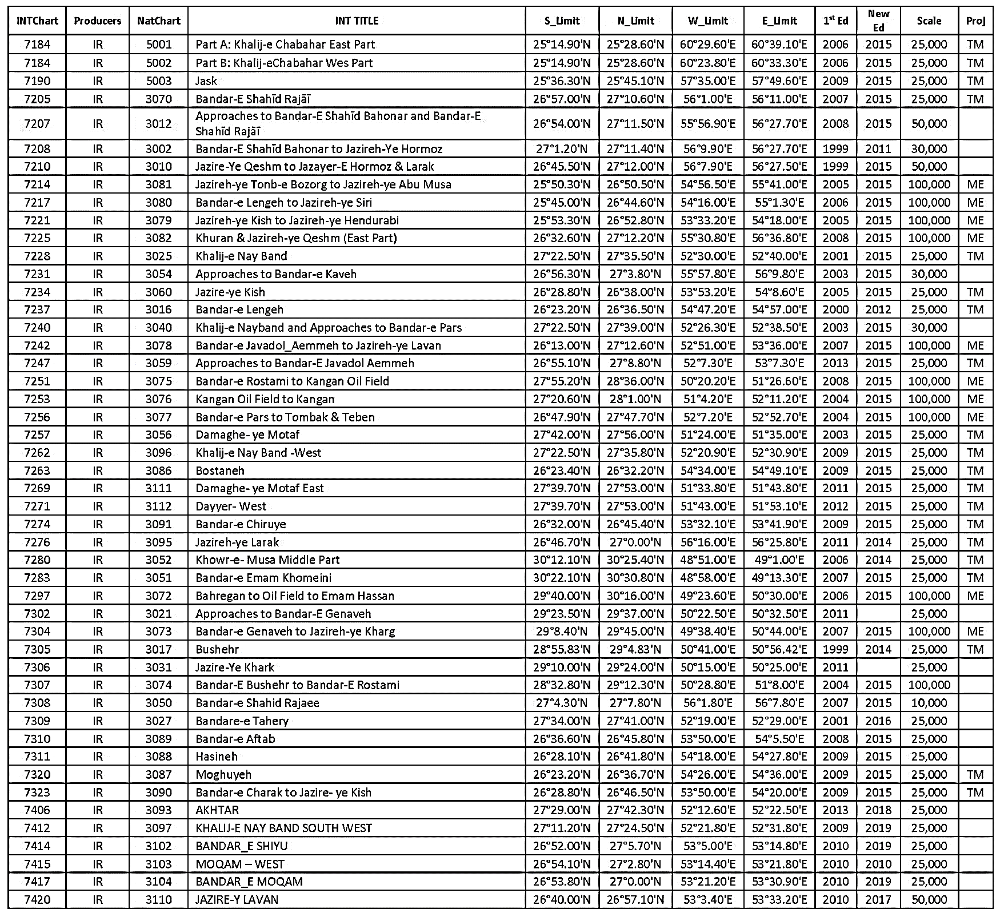 INTChart Producers NatChart INT TITLE S_Limit N_Limit W_Limit E_Limit 1st Ed New Ed Scale Proj
7184 IR 5001 Part A: Khalij-e Chabahar East Part 25°14.90'N 25°28.60'N 60°29.60'E 60°39.10'E 2006 2015 25,000 TM
7184 IR 5002 Part B: Khalij-eChabahar Wes Part 25°14.90'N 25°28.60'N 60°23.80'E 60°33.30'E 2006 2015 25,000 TM
7190 IR 5003 Jask 25°36.30'N 25°45.10'N 57°35.00'E 57°49.60'E 2009 2015 25,000 TM
7205 IR 3070 Bandar-E Shahīd Rajāī 26°57.00'N 27°10.60'N 56°1.00'E 56°11.00'E 2007 2015 25,000 TM
7207 IR 3012 Approaches to Bandar-E Shahīd Bahonar and Bandar-E
Shahīd Rajāī 26°54.00'N 27°11.50'N 55°56.90'E 56°27.70'E 2008 2015 50,000
7208 IR 3002 Bandar-E Shahīd Bahonar to Jazireh-Ye Hormoz 27°1.20'N 27°11.40'N 56°9.90'E 56°27.70'E 1999 2011 30,000
7210 IR 3010 Jazire-Ye Qeshm to Jazayer-E Hormoz & Larak 26°45.50'N 27°12.00'N 56°7.90'E 56°27.50'E 1999 2015 50,000
7214 IR 3081 Jazireh-ye Tonb-e Bozorg to Jazireh-ye Abu Musa 25°50.30'N 26°50.50'N 54°56.50'E 55°41.00'E 2005 2015 100,000 ME
7217 IR 3080 Bandar-e Lengeh to Jazireh-ye Siri 25°45.00'N 26°44.60'N 54°16.00'E 55°1.30'E 2006 2015 100,000 ME
7221 IR 3079 Jazireh-ye Kish to Jazireh-ye Hendurabi 25°53.30'N 26°52.80'N 53°33.20'E 54°18.00'E 2005 2015 100,000 ME
7225 IR 3082 Khuran & Jazireh-ye Qeshm (East Part) 26°32.60'N 27°12.20'N 55°30.80'E 56°36.80'E 2008 2015 100,000 ME
7228 IR 3025 Khalij-e Nay Band 27°22.50'N 27°35.50'N 52°30.00'E 52°40.00'E 2001 2015 25,000 TM
7231 IR 3054 Approaches to Bandar-e Kaveh 26°56.30'N 27°3.80'N 55°57.80'E 56°9.80'E 2003 2015 30,000
7234 IR 3060 Jazire-ye Kish 26°28.80'N 26°38.00'N 53°53.20'E 54°8.60'E 2005 2015 25,000 TM
7237 IR 3016 Bandar-e Lengeh 26°23.20'N 26°36.50'N 54°47.20'E 54°57.00'E 2000 2012 25,000 TM
7240 IR 3040 Khalij-e Nayband and Approaches to Bandar-e Pars 27°22.50'N 27°39.00'N 52°26.30'E 52°38.50'E 2003 2015 30,000
7242 IR 3078 Bandar-e Javadol_Aemmeh to Jazireh-ye Lavan 26°13.00'N 27°12.60'N 52°51.00'E 53°36.00'E 2007 2015 100,000 ME
7247 IR 3059 Approaches to Bandar-E Javadol Aemmeh 26°55.10'N 27°8.80'N 52°7.30'E 53°7.30'E 2013 2015 25,000 TM
7251 IR 3075 Bandar-e Rostami to Kangan Oil Field 27°55.20'N 28°36.00'N 50°20.20'E 51°26.60'E 2008 2015 100,000 ME
7253 IR 3076 Kangan Oil Field to Kangan 27°20.60'N 28°1.00'N 51°4.20'E 52°11.20'E 2004 2015 100,000 ME
7256 IR 3077 Bandar-e Pars to Tombak & Teben 26°47.90'N 27°47.70'N 52°7.20'E 52°52.70'E 2004 2015 100,000 ME
7257 IR 3056 Damaghe- ye Motaf 27°42.00'N 27°56.00'N 51°24.00'E 51°35.00'E 2003 2015 25,000 TM
7262 IR 3096 Khalij-e Nay Band -West 27°22.50'N 27°35.80'N 52°20.90'E 52°30.90'E 2009 2015 25,000 TM
7263 IR 3086 Bostaneh 26°23.40'N 26°32.20'N 54°34.00'E 54°49.10'E 2009 2015 25,000 TM
7269 IR 3111 Damaghe- ye Motaf East 27°39.70'N 27°53.00'N 51°33.80'E 51°43.80'E 2011 2015 25,000 TM
7271 IR 3112 Dayyer- West 27°39.70'N 27°53.00'N 51°43.00'E 51°53.10'E 2012 2015 25,000 TM
7274 IR 3091 Bandar-e Chiruye 26°32.00'N 26°45.40'N 53°32.10'E 53°41.90'E 2009 2015 25,000 TM
7276 IR 3095 Jazireh-ye Larak 26°46.70'N 27°0.00'N 56°16.00'E 56°25.80'E 2011 2014 25,000 TM
7280 IR 3052 Khowr-e- Musa Middle Part 30°12.10'N 30°25.40'N 48°51.00'E 49°1.00'E 2006 2014 25,000 TM
7283 IR 3051 Bandar-e Emam Khomeini 30°22.10'N 30°30.80'N 48°58.00'E 49°13.30'E 2007 2015 25,000 TM
7297 IR 3072 Bahregan to Oil Field to Emam Hassan 29°40.00'N 30°16.00'N 49°23.60'E 50°30.00'E 2006 2015 100,000 ME
7302 IR 3021 Approaches to Bandar-E Genaveh 29°23.50'N 29°37.00'N 50°22.50'E 50°32.50'E 2011 25,000
7304 IR 3073 Bandar-e Genaveh to Jazireh-ye Kharg 29°8.40'N 29°45.00'N 49°38.40'E 50°44.00'E 2007 2015 100,000 ME
7305 IR 3017 Bushehr 28°55.83'N 29°4.83'N 50°41.00'E 50°56.42'E 1999 2014 25,000 TM
7306 IR 3031 Jazire-Ye Khark 29°10.00'N 29°24.00'N 50°15.00'E 50°25.00'E 2011 25,000
7307 IR 3074 Bandar-E Bushehr to Bandar-E Rostami 28°32.80'N 29°12.30'N 50°28.80'E 51°8.00'E 2004 2015 100,000
7308 IR 3050 Bandar-e Shahid Rajaee 27°4.30'N 27°7.80'N 56°1.80'E 56°7.80'E 2007 2015 10,000
7309 IR 3027 Bandare-e Tahery 27°34.00'N 27°41.00'N 52°19.00'E 52°29.00'E 2001 2016 25,000
7310 IR 3089 Bandar-e Aftab 26°36.60'N 26°45.80'N 53°50.00'E 54°5.50'E 2008 2015 25,000
7311 IR 3088 Hasineh 26°28.10'N 26°41.80'N 54°18.00'E 54°27.80'E 2009 2015 25,000
7320 IR 3087 Moghuyeh 26°23.20'N 26°36.70'N 54°26.00'E 54°36.00'E 2009 2015 25,000 TM
7323 IR 3090 Bandar-e Charak to Jazire- ye Kish 26°28.80'N 26°46.50'N 53°50.00'E 54°20.00'E 2009 2015 25,000 TM
7406 IR 3093 AKHTAR 27°29.00'N 27°42.30'N 52°12.60'E 52°22.50'E 2013 2018 25,000
7412 IR 3097 KHALIJ-E NAY BAND SOUTH WEST 27°11.20'N 27°24.50'N 52°21.80'E 52°31.80'E 2009 2019 25,000
7414 IR 3102 BANDAR_E SHIYU 26°52.00'N 27°5.70'N 53°5.00'E 53°14.80'E 2010 2019 25,000
7415 IR 3103 MOQAM – WEST 26°54.10'N 27°2.80'N 53°14.40'E 53°21.80'E 2010 2010 25,000
7417 IR 3104 BANDAR_E MOQAM 26°53.80'N 27°0.00'N 53°21.20'E 53°30.90'E 2010 2019 25,000
7420 IR 3110 JAZIRE-Y LAVAN 26°40.00'N 26°57.10'N 53°3.40'E 53°33.20'E 2010 2017 50,000